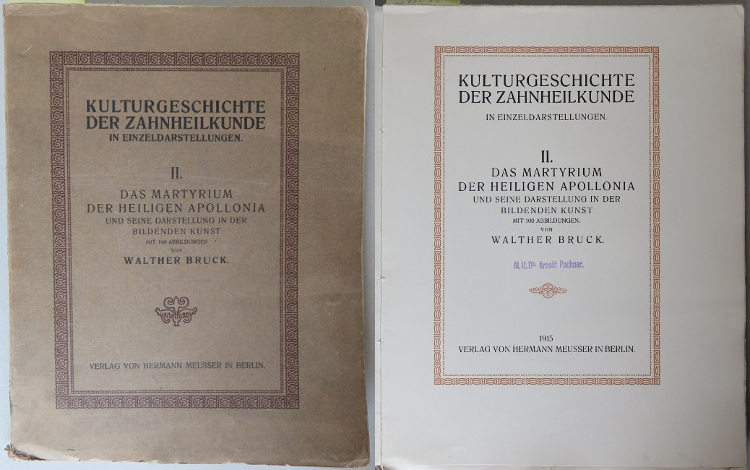 KULTURGESCHICHTE
DER ZAHNHEILKUNDE
IN EINZELDARSTELLUNGEN.
II.
DAS MARTYRIUM
DER HEILIGEN APOLLONIA
UND SEINE DARSTELLUNG IN DER
BILDENDEN KUNST
MIT 100 ABBILDUNGEN
VON
WALTHER BRUCK.
VERLAG VON HERMANN MEUSSER IN BERLIN.
KULTURGESCHICHTE
DER ZAHNHEILKUNDE
IN EINZELDARSTELLUNGEN.
II.
DAS MARTYRIUM
DER HEILIGEN APOLLONIA
UND SEINE DARSTELLUNG IN DER
BILDENDEN KUNST
MIT 100 ABBILDUNGEN.
VON
WALTHER BRUCK.
M.U.Dr Arnošt Pachner.
1915
VERLAG VON HERMANN MEUSSER IN BERLIN.